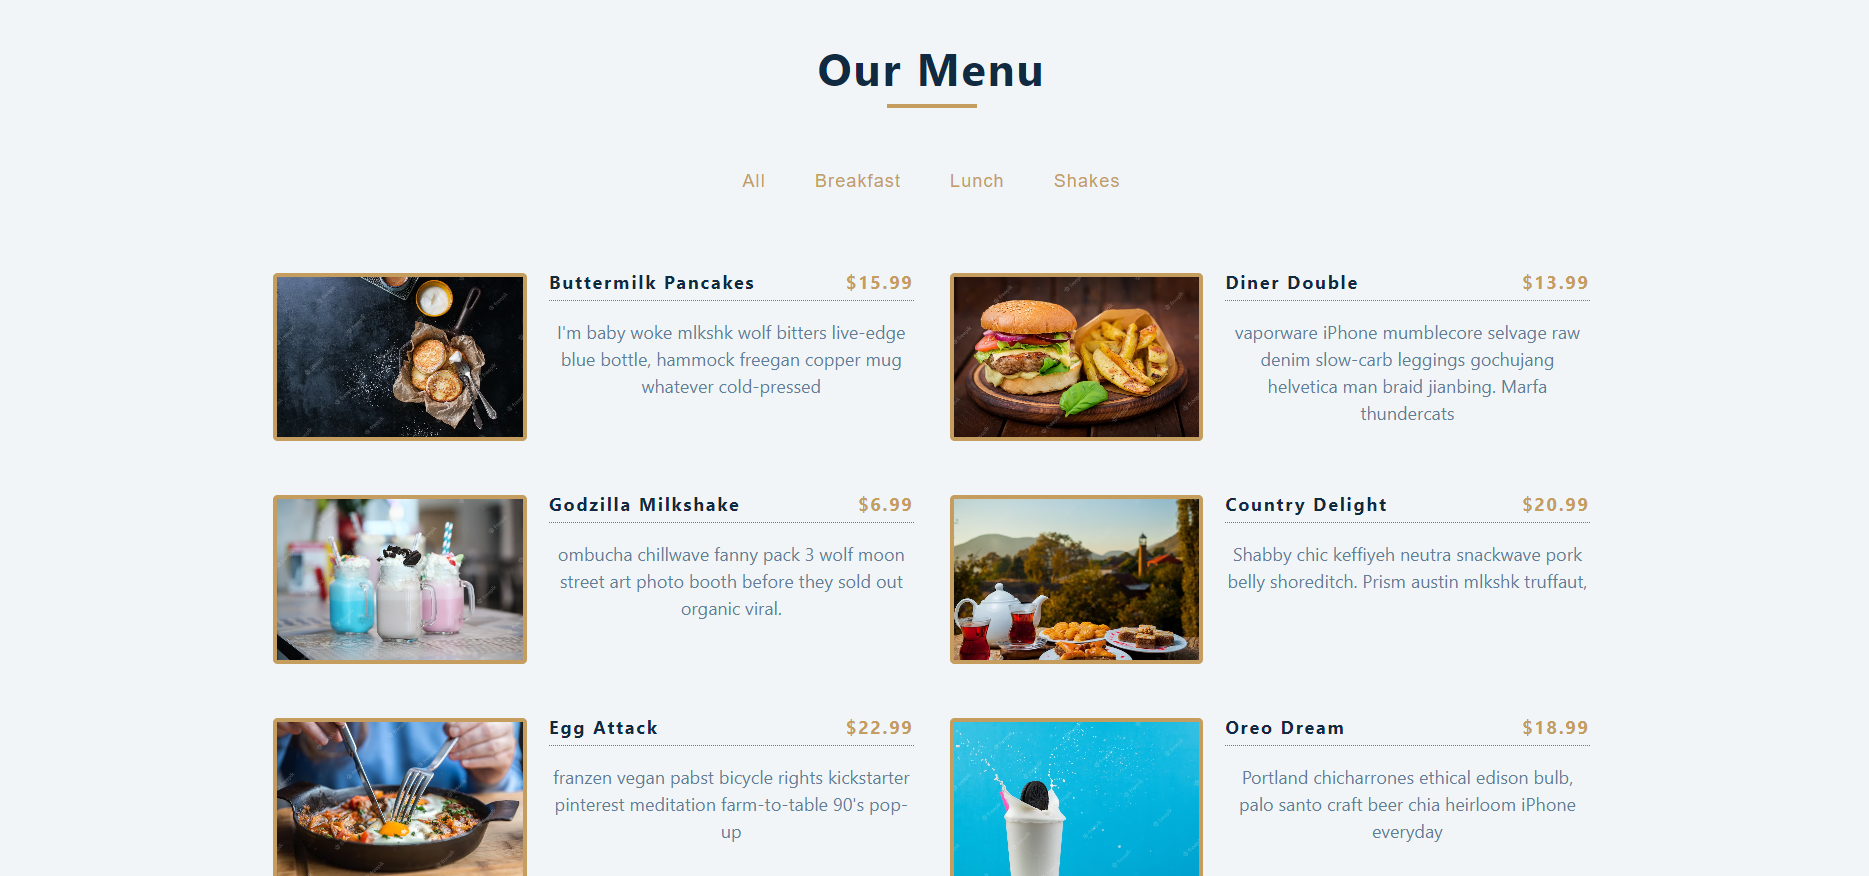 Our Menu
All
Breakfast
Lunch
Shakes
Buttermilk Pancakes
$15.99
I'm baby woke mlkshk wolf bitters live-edge
blue bottle, hammock freegan copper mug
whatever cold-pressed
Diner Double
$13.99
vaporware iPhone mumblecore selvage raw
denim slow-carb leggings gochujang
helvetica man braid jianbing. Marfa
thundercats
Godzilla Milkshake
$6.99
ombucha chillwave fanny pack 3 wolf moon
street art photo booth before they sold out
organic viral.
Country Delight
$20.99
Shabby chic keffiyeh neutra snackwave pork
belly shoreditch. Prism austin mlkshk truffaut,
Egg Attack
$22.99
franzen vegan pabst bicycle rights kickstarter
pinterest meditation farm-to-table 90's pop-
up
Oreo Dream
$18.99
Portland chicharrones ethical edison bulb,
palo santo craft beer chia heirloom iPhone
everyday